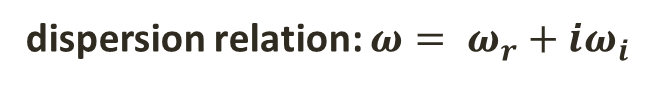 dispersion relation: ω = ωᵣ + iωᵢ